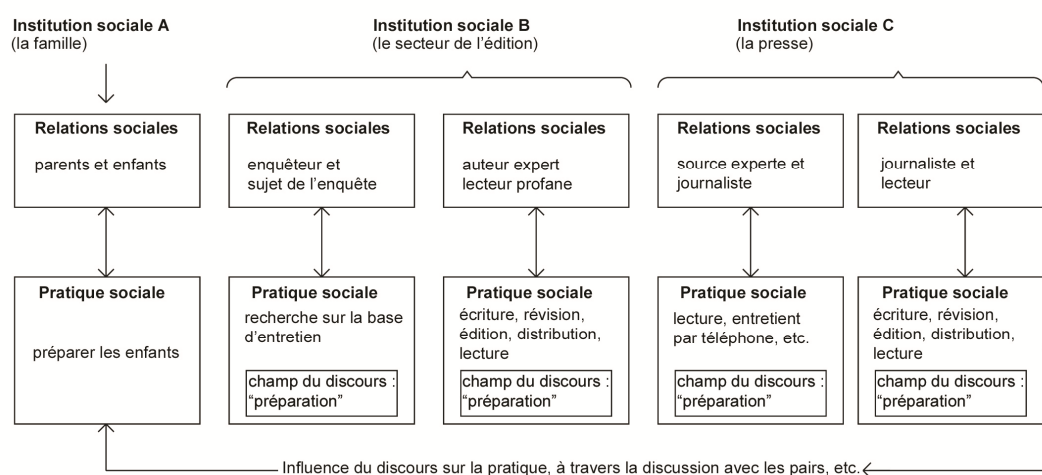 Institution sociale A
(la famille)
Institution sociale B
(le secteur de l’édition)
Institution sociale C
(la presse)
Relations sociales
parents et enfants
Relations sociales
enquêteur et
sujet de l’enquête
Relations sociales
auteur expert
lecteur profane
Relations sociales
source experte et
journaliste
Relations sociales
journaliste et
lecteur
Pratique sociale
préparer les enfants
Pratique sociale
recherche sur la base
d’entretien
champ du discours :
“préparation”
Pratique sociale
écriture, révision,
édition, distribution,
lecture
champ du discours :
“préparation”
Pratique sociale
lecture, entretient
par téléphone, etc.
champ du discours :
“préparation”
Pratique sociale
écriture, révision,
édition, distribution,
lecture
champ du discours :
“préparation”
Influence du discours sur la pratique, à travers la discussion avec les pairs, etc.